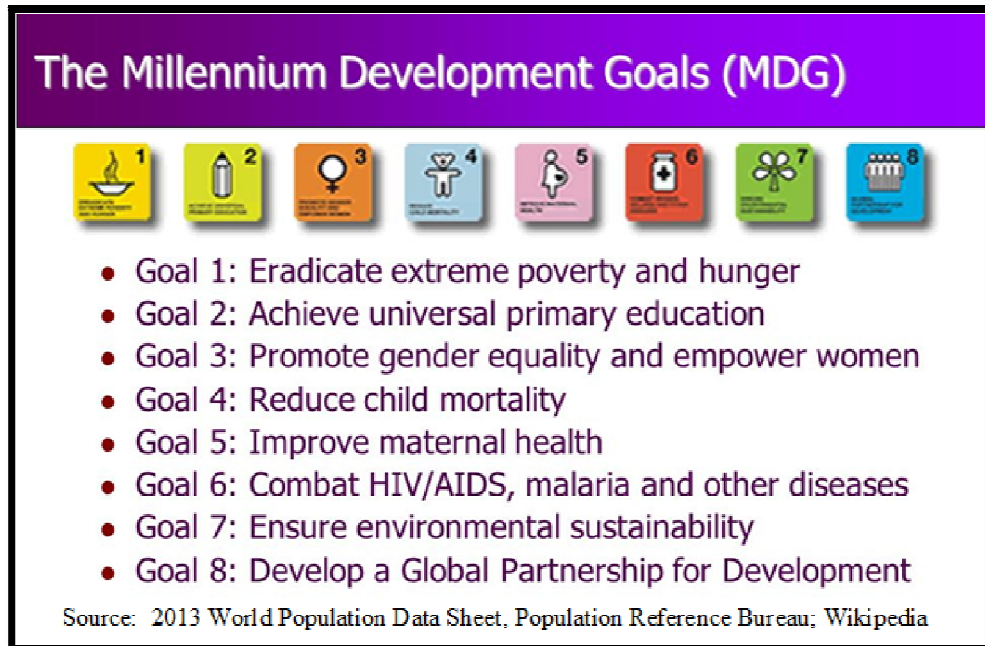 The Millennium Development Goals (MDG)
1 2 3 4 5 6 7 8
• Goal 1: Eradicate extreme poverty and hunger
• Goal 2: Achieve universal primary education
• Goal 3: Promote gender equality and empower women
• Goal 4: Reduce child mortality
• Goal 5: Improve maternal health
• Goal 6: Combat HIV/AIDS, malaria and other diseases
• Goal 7: Ensure environmental sustainability
• Goal 8: Develop a Global Partnership for Development
Source: 2013 World Population Data Sheet, Population Reference Bureau; Wikipedia